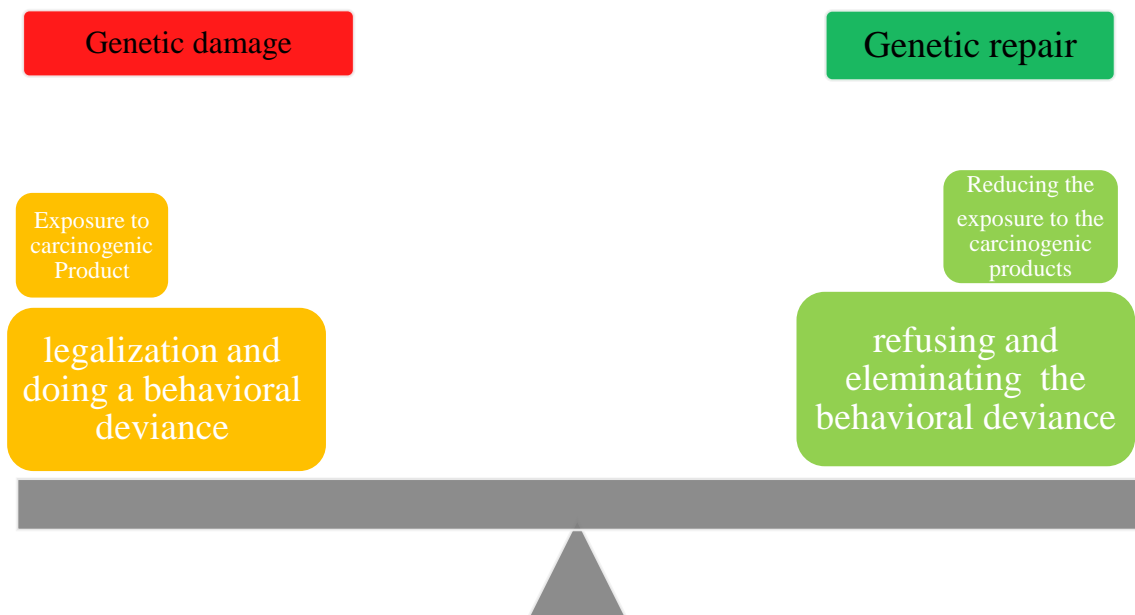 Genetic damage
Genetic repair
Exposure to
carcinogenic
Product
Reducing the
exposure to the
carcinogenic
products
legalization and
doing a behavioral
deviance
refusing and
eleminating the
behavioral deviance